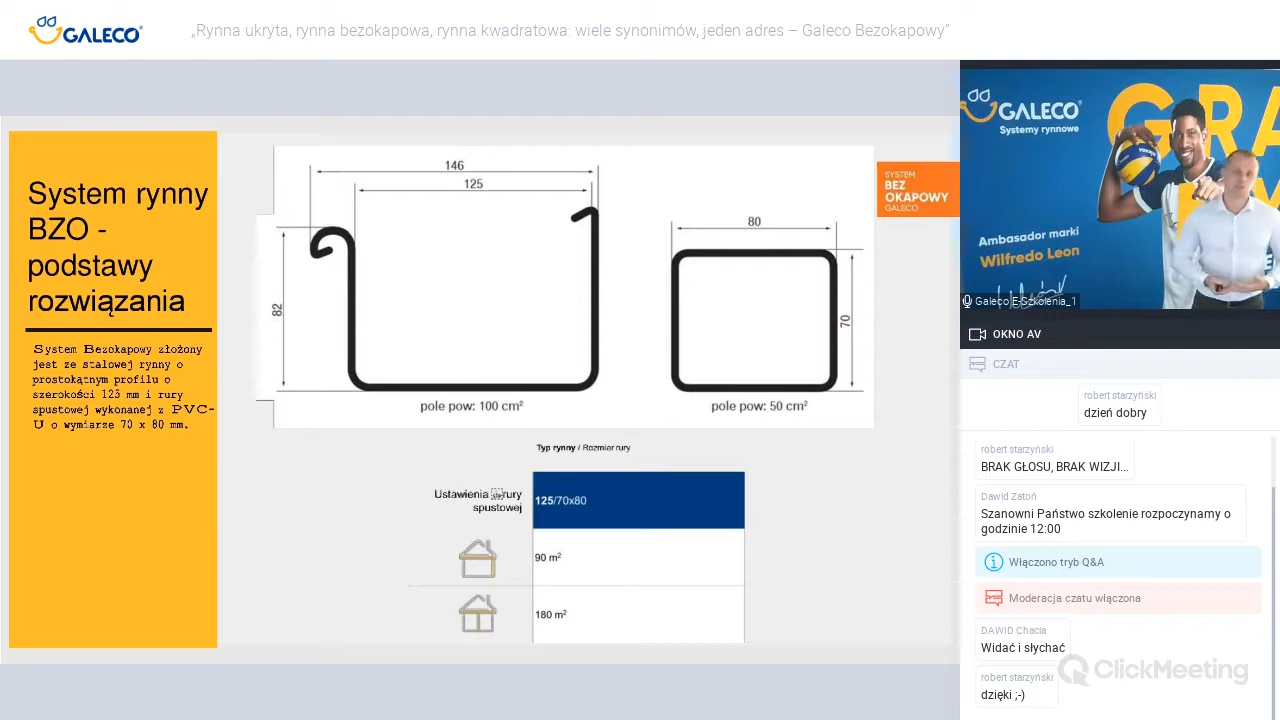 GALECO
„Rynna ukryta, rynna bezokapowa, rynna kwadratowa: wiele synonimów, jeden adres – Galeco Bezokapowy”
System rynny
BZO -
podstawy
rozwiązania
System Bezokapowy złożony
jest ze stalowej rynny o
prostokątnym profilu o
szerokości 125 mm i rury
spustowej wykonanej z PVC-
U o wymiarze 70 x 80 mm.
146
125
82
pole pow: 100 cm²
80
70
pole pow: 50 cm²
SYSTEM
BEZ
OKAPOWY
GALECO
Typ rynny / Rozmiar rury
Ustawienia rury
spustowej
125/70x80
90 m²
180 m²
GALECO
Systemy rynnowe
GRA
Ambasador marki
Wilfredo Leon
Galeco E-Szkolenia_1
OKNO AV
CZAT
robert starzyński
dzień dobry
robert starzyński
BRAK GŁOSU, BRAK WIZJI...
Dawid Zatoń
Szanowni Państwo szkolenie rozpoczynamy o
godzinie 12:00
Włączono tryb Q&A
Moderacja czatu włączona
DAWID Chacia
Widać i słychać
ClickMeeting
robert starzyński
dzięki ;-)